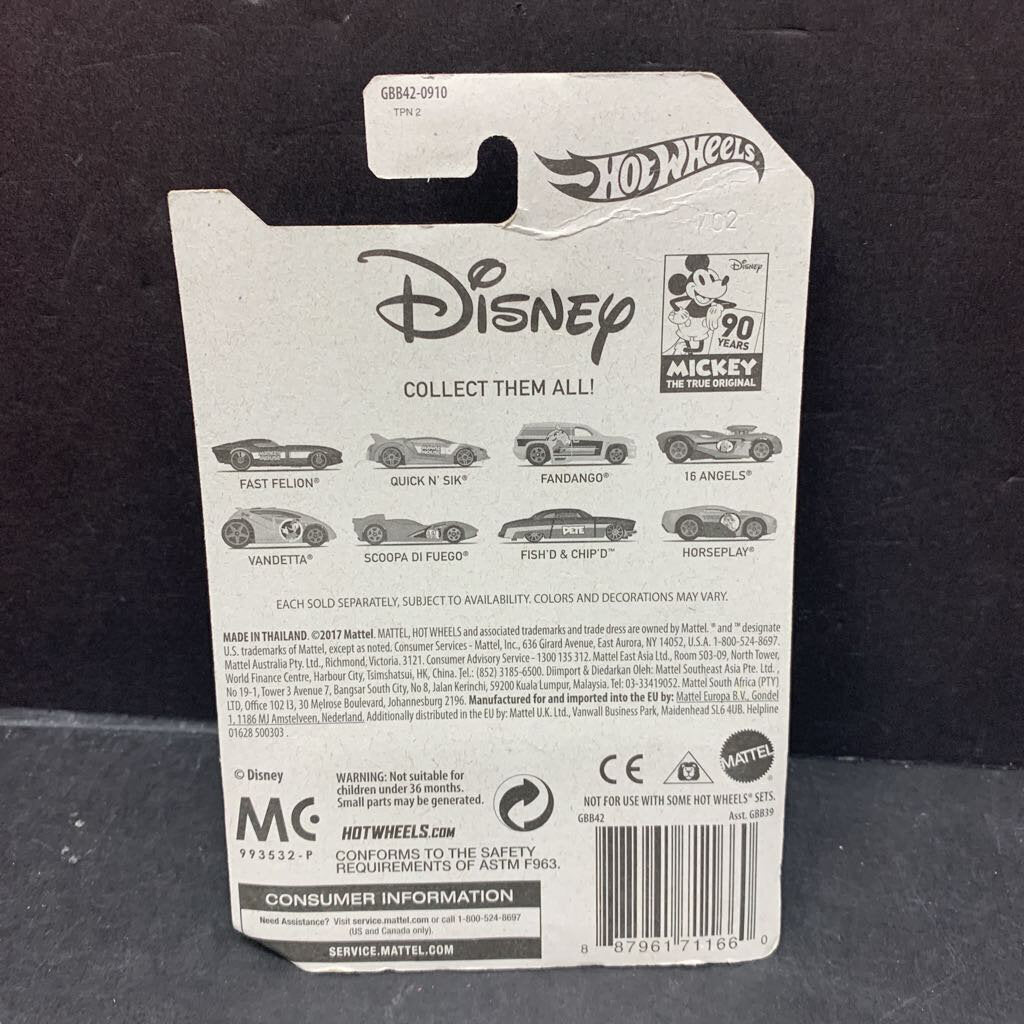 GBB42-0910
TPN 2
HOT WHEELS
Disney
Disney
90
YEARS
MICKEY
THE TRUE ORIGINAL
COLLECT THEM ALL!
FAST FELION®
QUICK N' SIK®
FANDANGO®
16 ANGELS®
VANDETTA®
SCOOPA DI FUEGO®
PETE
FISH'D & CHIP'D™
HORSEPLAY®
EACH SOLD SEPARATELY, SUBJECT TO AVAILABILITY. COLORS AND DECORATIONS MAY VARY.
MADE IN THAILAND. ©2017 Mattel. MATTEL, HOT WHEELS and associated trademarks and trade dress are owned by Mattel. ® and ™ designate
U.S. trademarks of Mattel, except as noted. Consumer Services - Mattel, Inc., 636 Girard Avenue, East Aurora, NY 14052, U.S.A. 1-800-524-8697.
Mattel Australia Pty. Ltd., Richmond, Victoria. 3121. Consumer Advisory Service - 1300 135 312. Mattel East Asia Ltd., Room 503-09, North Tower,
World Finance Centre, Harbour City, Tsimshatsui, HK, China. Tel.: (852) 3185-6500. Diimport & Diedarkan Oleh: Mattel Southeast Asia Pte. Ltd. ,
No 19-1, Tower 3 Avenue 7, Bangsar South City, No 8, Jalan Kerinchi, 59200 Kuala Lumpur, Malaysia. Tel: 03-33419052. Mattel South Africa (PTY)
LTD, Office 102 I3, 30 Melrose Boulevard, Johannesburg 2196. Manufactured for and imported into the EU by: Mattel Europa B.V., Gondel
1, 1186 MJ Amstelveen, Nederland. Additionally distributed in the EU by: Mattel U.K. Ltd., Vanwall Business Park, Maidenhead SL6 4UB. Helpline
01628 500303 .
© Disney
MC
993532-P
WARNING: Not suitable for
children under 36 months.
Small parts may be generated.
HOTWHEELS.COM
CONFORMS TO THE SAFETY
REQUIREMENTS OF ASTM F963.
CE
MATTEL
NOT FOR USE WITH SOME HOT WHEELS® SETS.
GBB42
Asst. GBB39
CONSUMER INFORMATION
Need Assistance? Visit service.mattel.com or call 1-800-524-8697
(US and Canada only).
SERVICE.MATTEL.COM
8 87961 71166 0